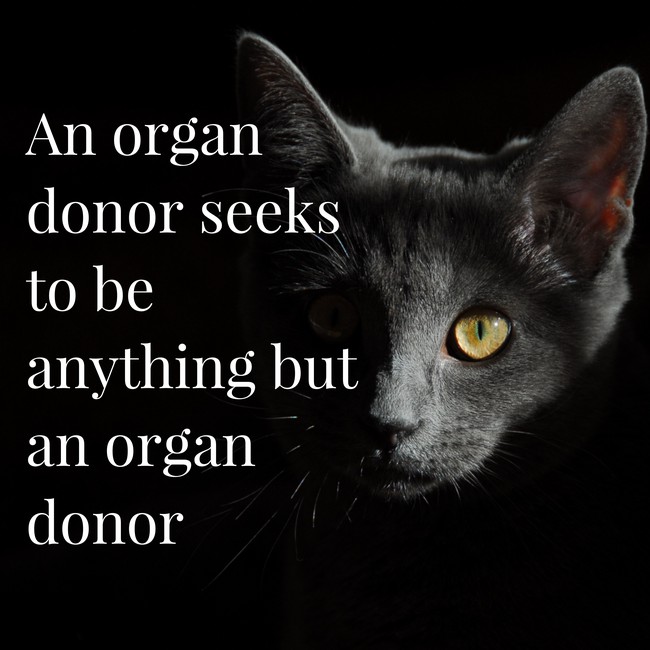 An organ
donor seeks
to be
anything but
an organ
donor